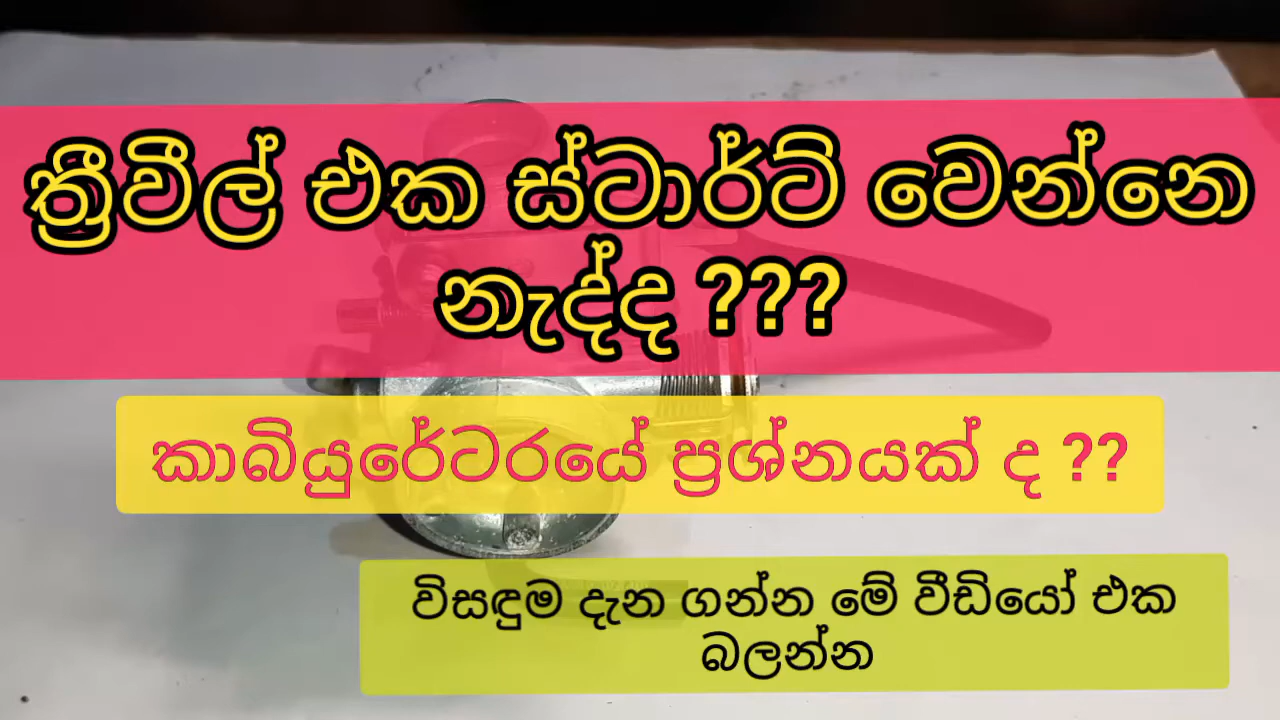 ත්‍රීවීල් එක ස්ටාර්ට් වෙන්නෙ
නැද්ද ???
කාබියුරේටරයේ ප්‍රශ්නයක් ද ??
විසඳුම දැන ගන්න මේ වීඩියෝ එක
බලන්න